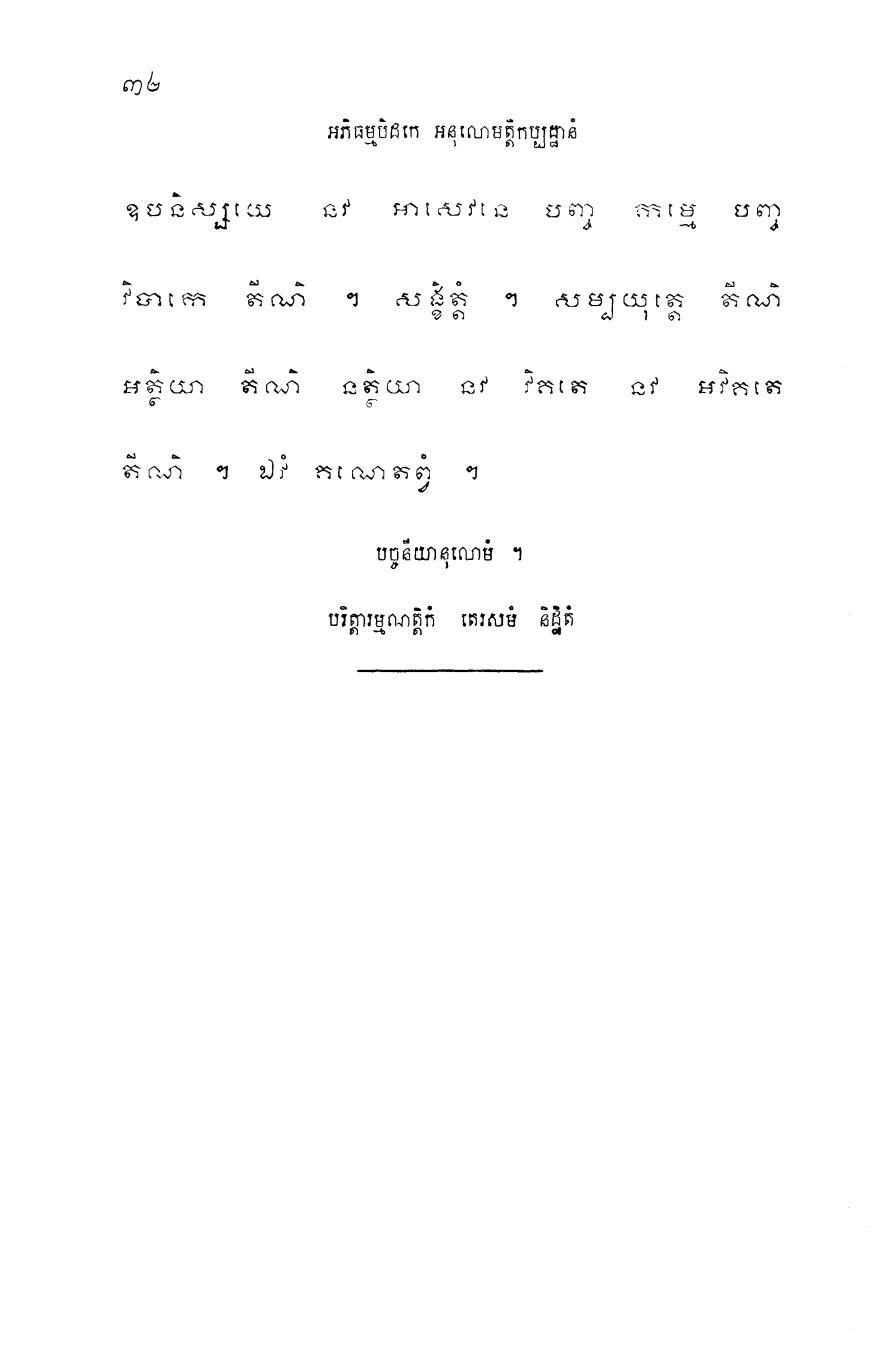 ៣២
អភិធម្មបិដកេ អនុលោមត្តិកប្បដ្ឋានំ
ឧបនិស្សយេ នវ អាសេវនេ បញ្ច កម្មេ បញ្ច
វិបាកេ តីណិ ។ សង្ខិត្តំ ។ សម្បយុត្តេ តីណិ
អត្ថិយា តីណិ នត្ថិយា នវ វិគតេ នវ អវិគតេ
តីណិ ។ ឯវំ គណេតព្វំ ។
បច្ចនីយានុលោមំ ។
បរិត្តារម្មណត្តិកំ តេរសមំ និដ្ឋិតំ